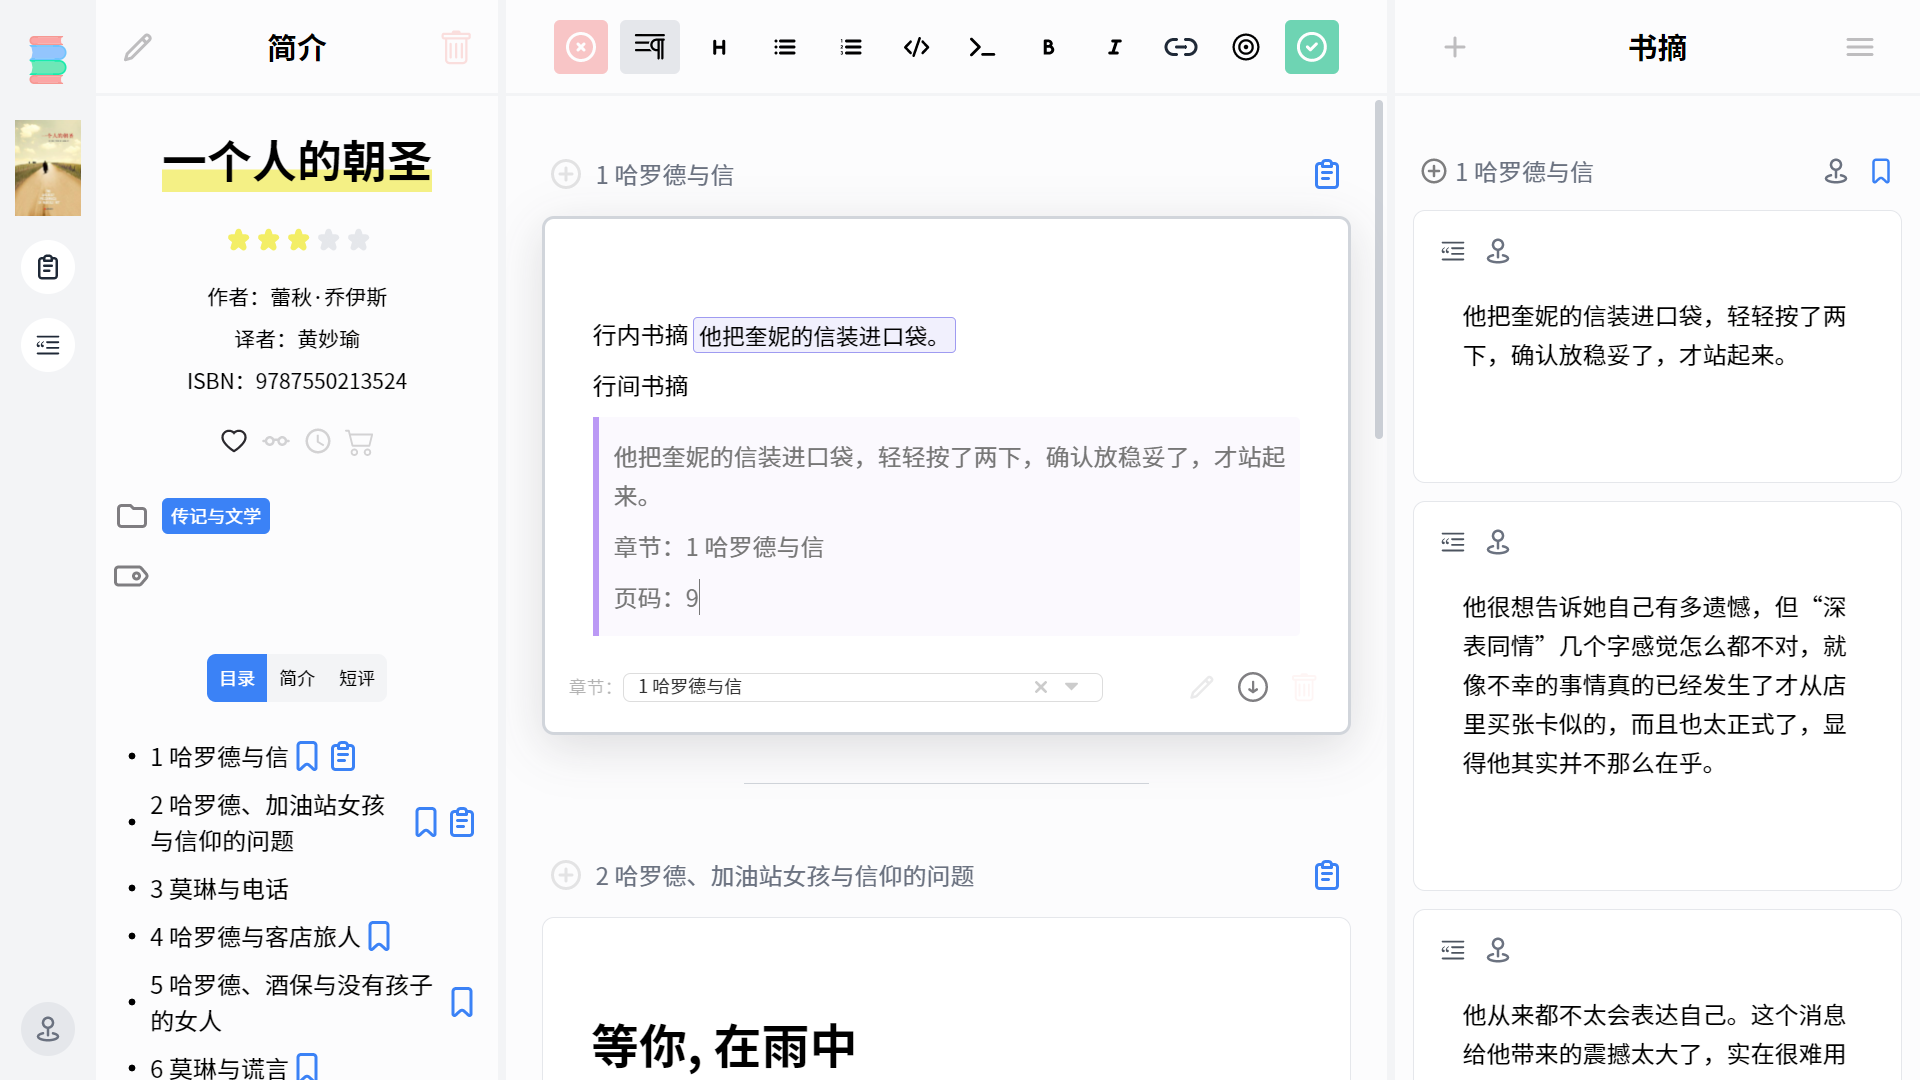 简介
一个人的朝圣
作者：蕾秋·乔伊斯
译者：黄妙瑜
ISBN：9787550213524
传记与文学
目录 简介 短评
1 哈罗德与信
2 哈罗德、加油站女孩
与信仰的问题
3 莫琳与电话
4 哈罗德与客店旅人
5 哈罗德、酒保与没有孩子
的女人
6 莫琳与谎言
H B I
1 哈罗德与信
行内书摘 他把奎妮的信装进口袋。
行间书摘
他把奎妮的信装进口袋，轻轻按了两下，确认放稳妥了，才站起
来。
章节：1 哈罗德与信
页码：9
章节： 1 哈罗德与信
2 哈罗德、加油站女孩与信仰的问题
等你，在雨中
书摘
1 哈罗德与信
他把奎妮的信装进口袋，轻轻按了两
下，确认放稳妥了，才站起来。
他很想告诉她自己有多遗憾，但“深
表同情”几个字感觉怎么都不对，就
像不幸的事情真的已经发生了才从店
里买张卡似的，而且也太正式了，显
得他其实并不那么在乎。
他从来都不太会表达自己。这个消息
给他带来的震撼太大了，实在很难用